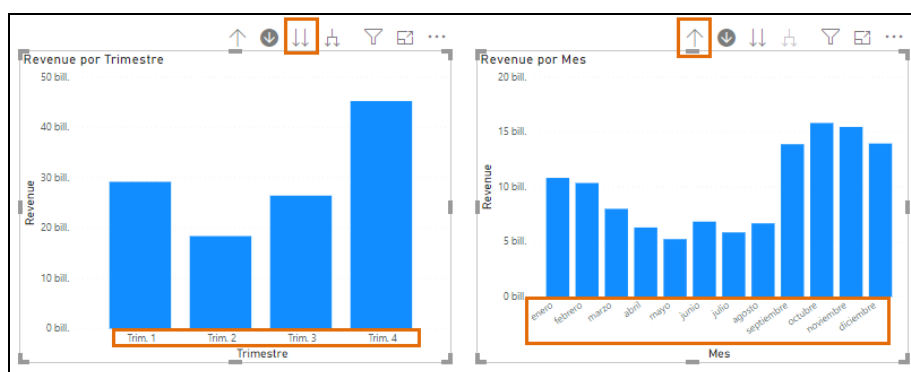 Revenue por Trimestre
50 bill.
40 bill.
30 bill.
20 bill.
10 bill.
0 bill.
Revenue
Trim. 1 Trim. 2 Trim. 3 Trim. 4
Trimestre
Revenue por Mes
20 bill.
15 bill.
10 bill.
5 bill.
0 bill.
Revenue
enero febrero marzo abril mayo junio julio agosto septiembre octubre noviembre diciembre
Mes